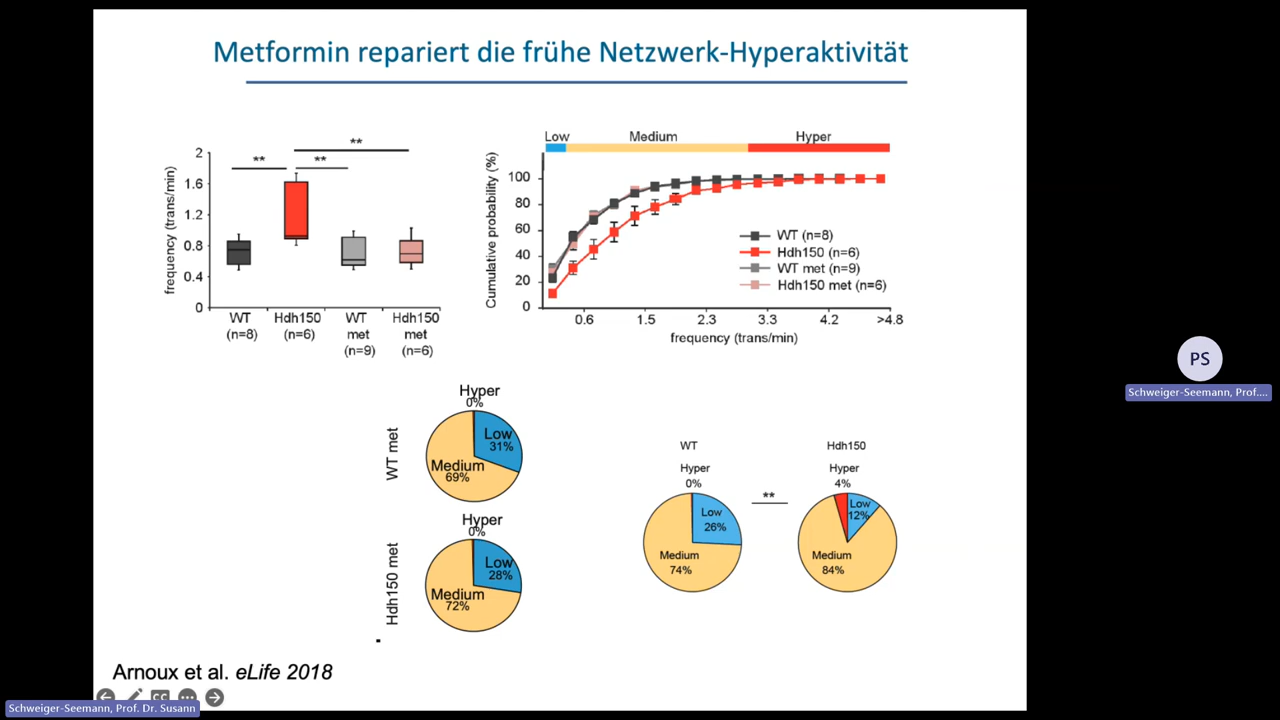 Metformin repariert die frühe Netzwerk-Hyperaktivität
frequency (trans/min)
2
1.6
1.2
0.8
0.4
0
**
**
**
WT
(n=8)
Hdh150
(n=6)
WT
met
(n=9)
Hdh150
met
(n=6)
Low
Medium
Hyper
Cumulative probability (%)
100
80
60
40
20
0
WT (n=8)
Hdh150 (n=6)
WT met (n=9)
Hdh150 met (n=6)
0.6
1.5
2.3
3.3
4.2
>4.8
frequency (trans/min)
WT met
Hyper
0%
Low
31%
Medium
69%
Hdh150 met
Hyper
0%
Low
28%
Medium
72%
WT
Hyper
0%
Low
26%
Medium
74%
**
Hdh150
Hyper
4%
Low
12%
Medium
84%
PS
Schweiger-Seemann, Prof....
Arnoux et al. eLife 2018
CC
Schweiger-Seemann, Prof. Dr. Susann